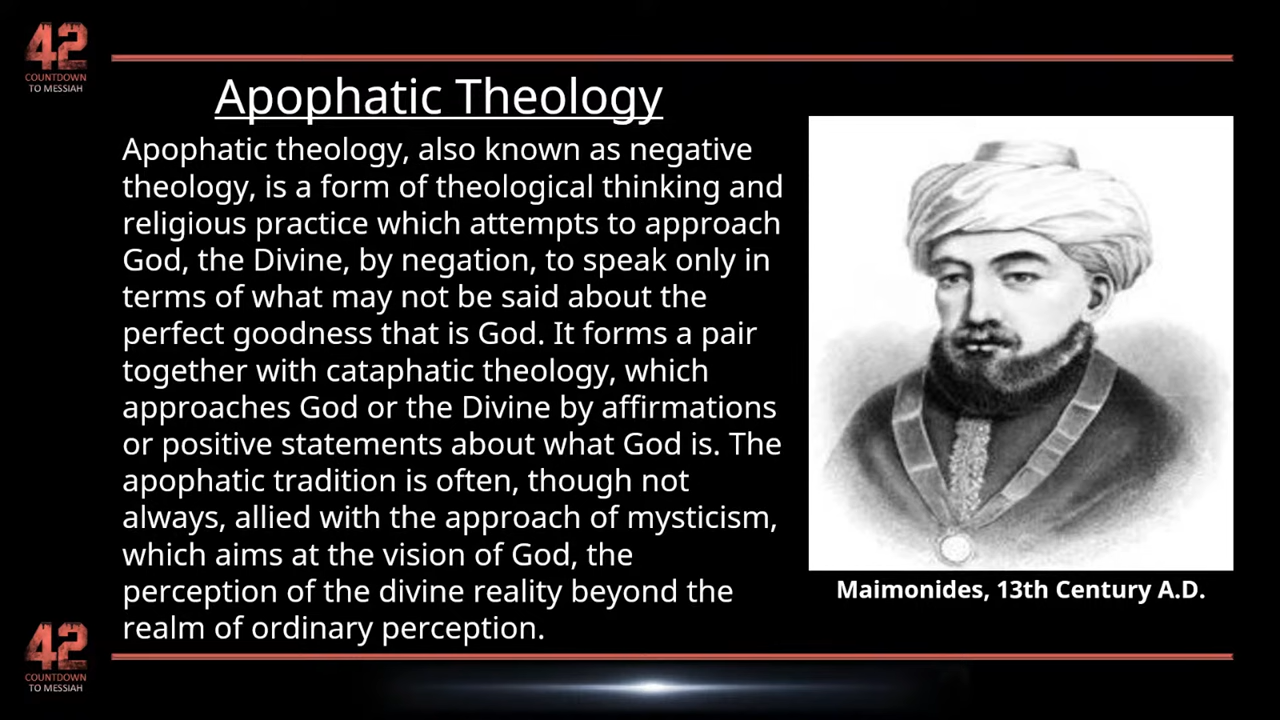 42
COUNTDOWN
TO MESSIAH
Apophatic Theology
Apophatic theology, also known as negative
theology, is a form of theological thinking and
religious practice which attempts to approach
God, the Divine, by negation, to speak only in
terms of what may not be said about the
perfect goodness that is God. It forms a pair
together with cataphatic theology, which
approaches God or the Divine by affirmations
or positive statements about what God is. The
apophatic tradition is often, though not
always, allied with the approach of mysticism,
which aims at the vision of God, the
perception of the divine reality beyond the
realm of ordinary perception.
Maimonides, 13th Century A.D.
42
COUNTDOWN
TO MESSIAH